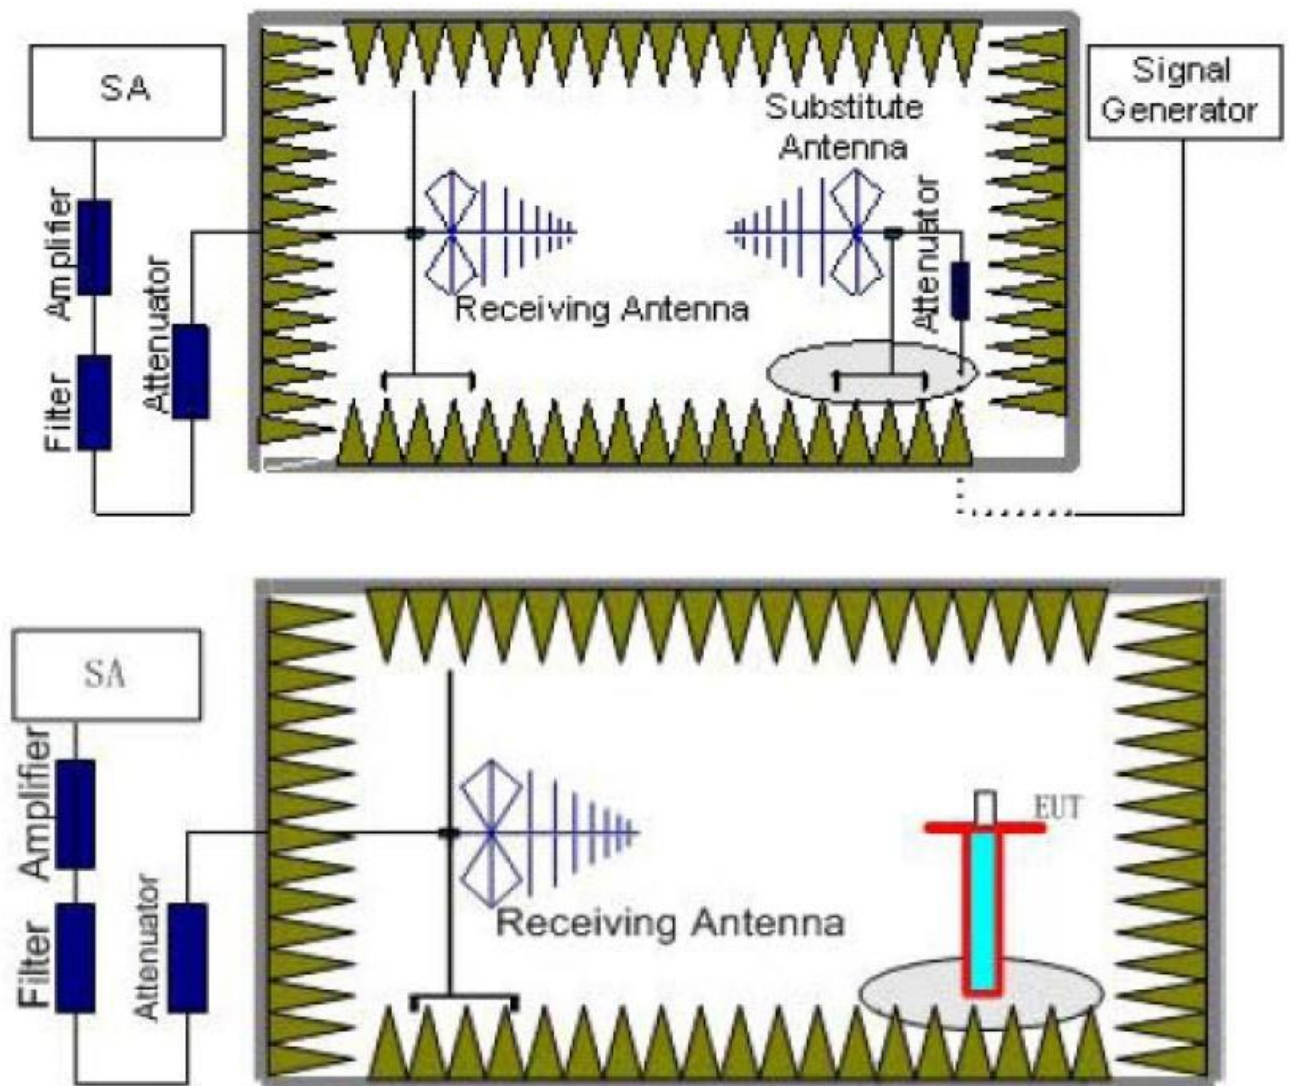 SA
Signal
Generator
Substitute
Antenna
Amplifier
Attenuator
Attenuator
Receiving Antenna
Filter
SA
Amplifier
EUT
Receiving Antenna
Filter
Attenuator